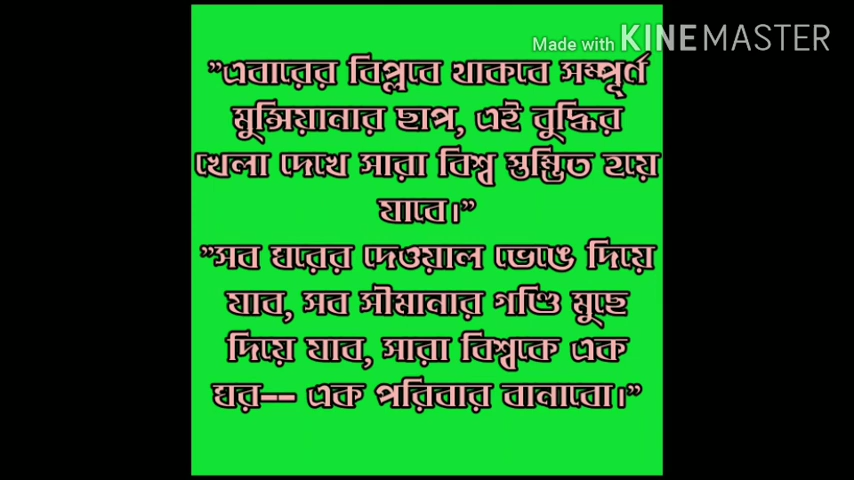 Made with KINEMASTER
”এবারের বিপ্লবে থাকবে সম্পূর্ন
মুন্সিয়ানার ছাপ, এই বুদ্ধির
খেলা দেখে সারা বিশ্ব স্তম্ভিত হয়ে
যাবে।”
”সব ঘরের দেওয়াল ভেঙে দিয়ে
যাব, সব সীমানার গণ্ডি মুছে
দিয়ে যাব, সারা বিশ্বকে এক
ঘর-- এক পরিবার বানাবো।”